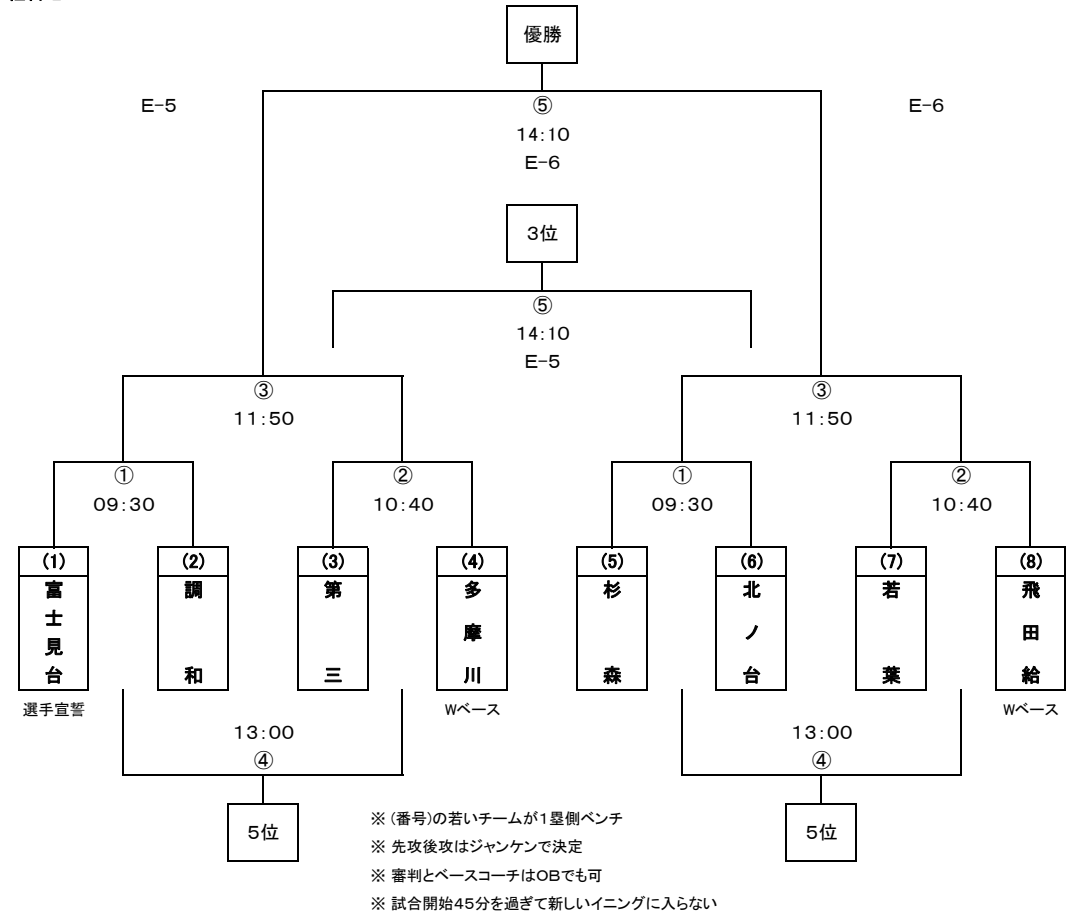 優勝
E-5
E-6
⑤
14:10
E-6
3位
⑤
14:10
E-5
③
11:50
③
11:50
①
09:30
②
10:40
①
09:30
②
10:40
(1)
富士見台
(2)
調和
(3)
第三
(4)
多摩川
(5)
杉森
(6)
北ノ台
(7)
若葉
(8)
飛田給
選手宣誓
Wベース
Wベース
13:00
④
13:00
④
5位
5位
※ (番号)の若いチームが1塁側ベンチ
※ 先攻後攻はジャンケンで決定
※ 審判とベースコーチはOBでも可
※ 試合開始45分を過ぎて新しいイニングに入らない